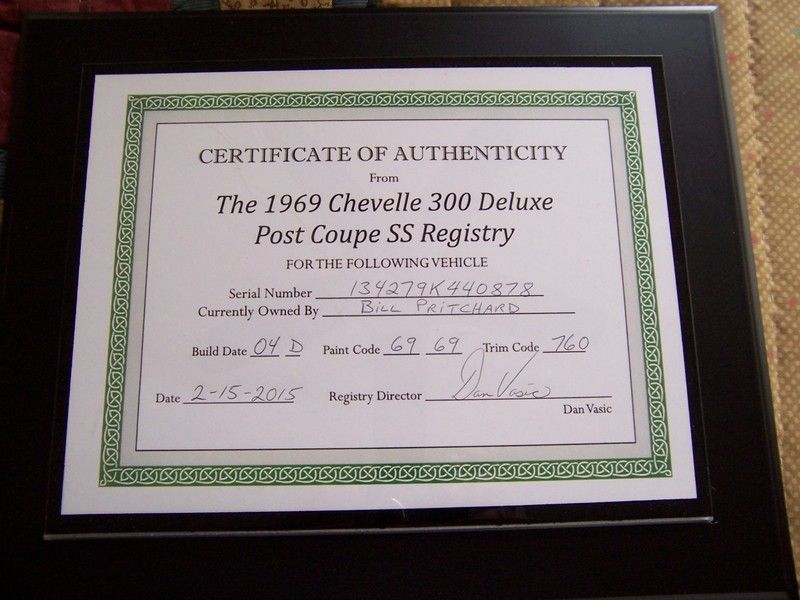 CERTIFICATE OF AUTHENTICITY
From
The 1969 Chevelle 300 Deluxe
Post Coupe SS Registry
FOR THE FOLLOWING VEHICLE
Serial Number 134279K440878
Currently Owned By BILL PRITCHARD
Build Date 04 D Paint Code 69 69 Trim Code 760
Date 2-15-2015 Registry Director Dan Vasic
Dan Vasic